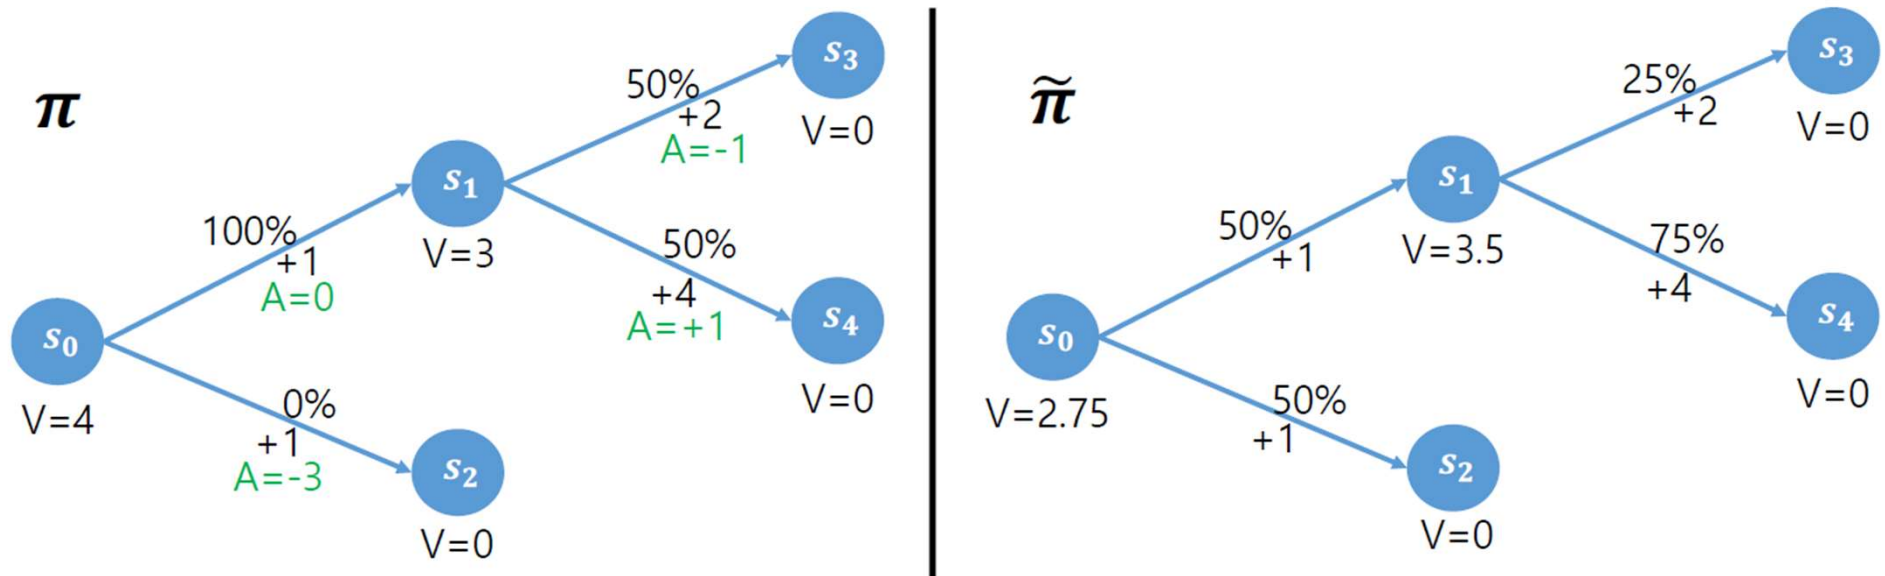 π
s₀
V=4
100%
+1
A=0
0%
+1
A=-3
s₁
V=3
s₂
V=0
50%
+2
A=-1
50%
+4
A=+1
s₃
V=0
s₄
V=0
π̃
s₀
V=2.75
50%
+1
50%
+1
s₁
V=3.5
s₂
V=0
25%
+2
75%
+4
s₃
V=0
s₄
V=0